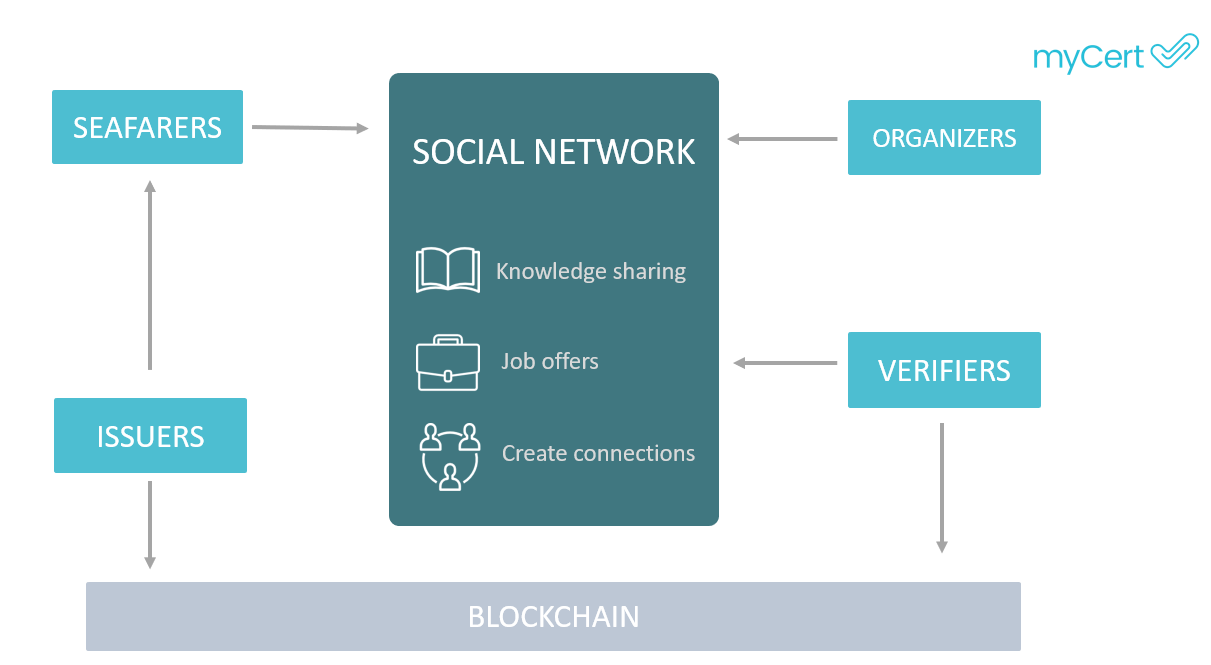 myCert
SEAFARERS
SOCIAL NETWORK
ORGANIZERS
Knowledge sharing
Job offers
VERIFIERS
ISSUERS
Create connections
BLOCKCHAIN